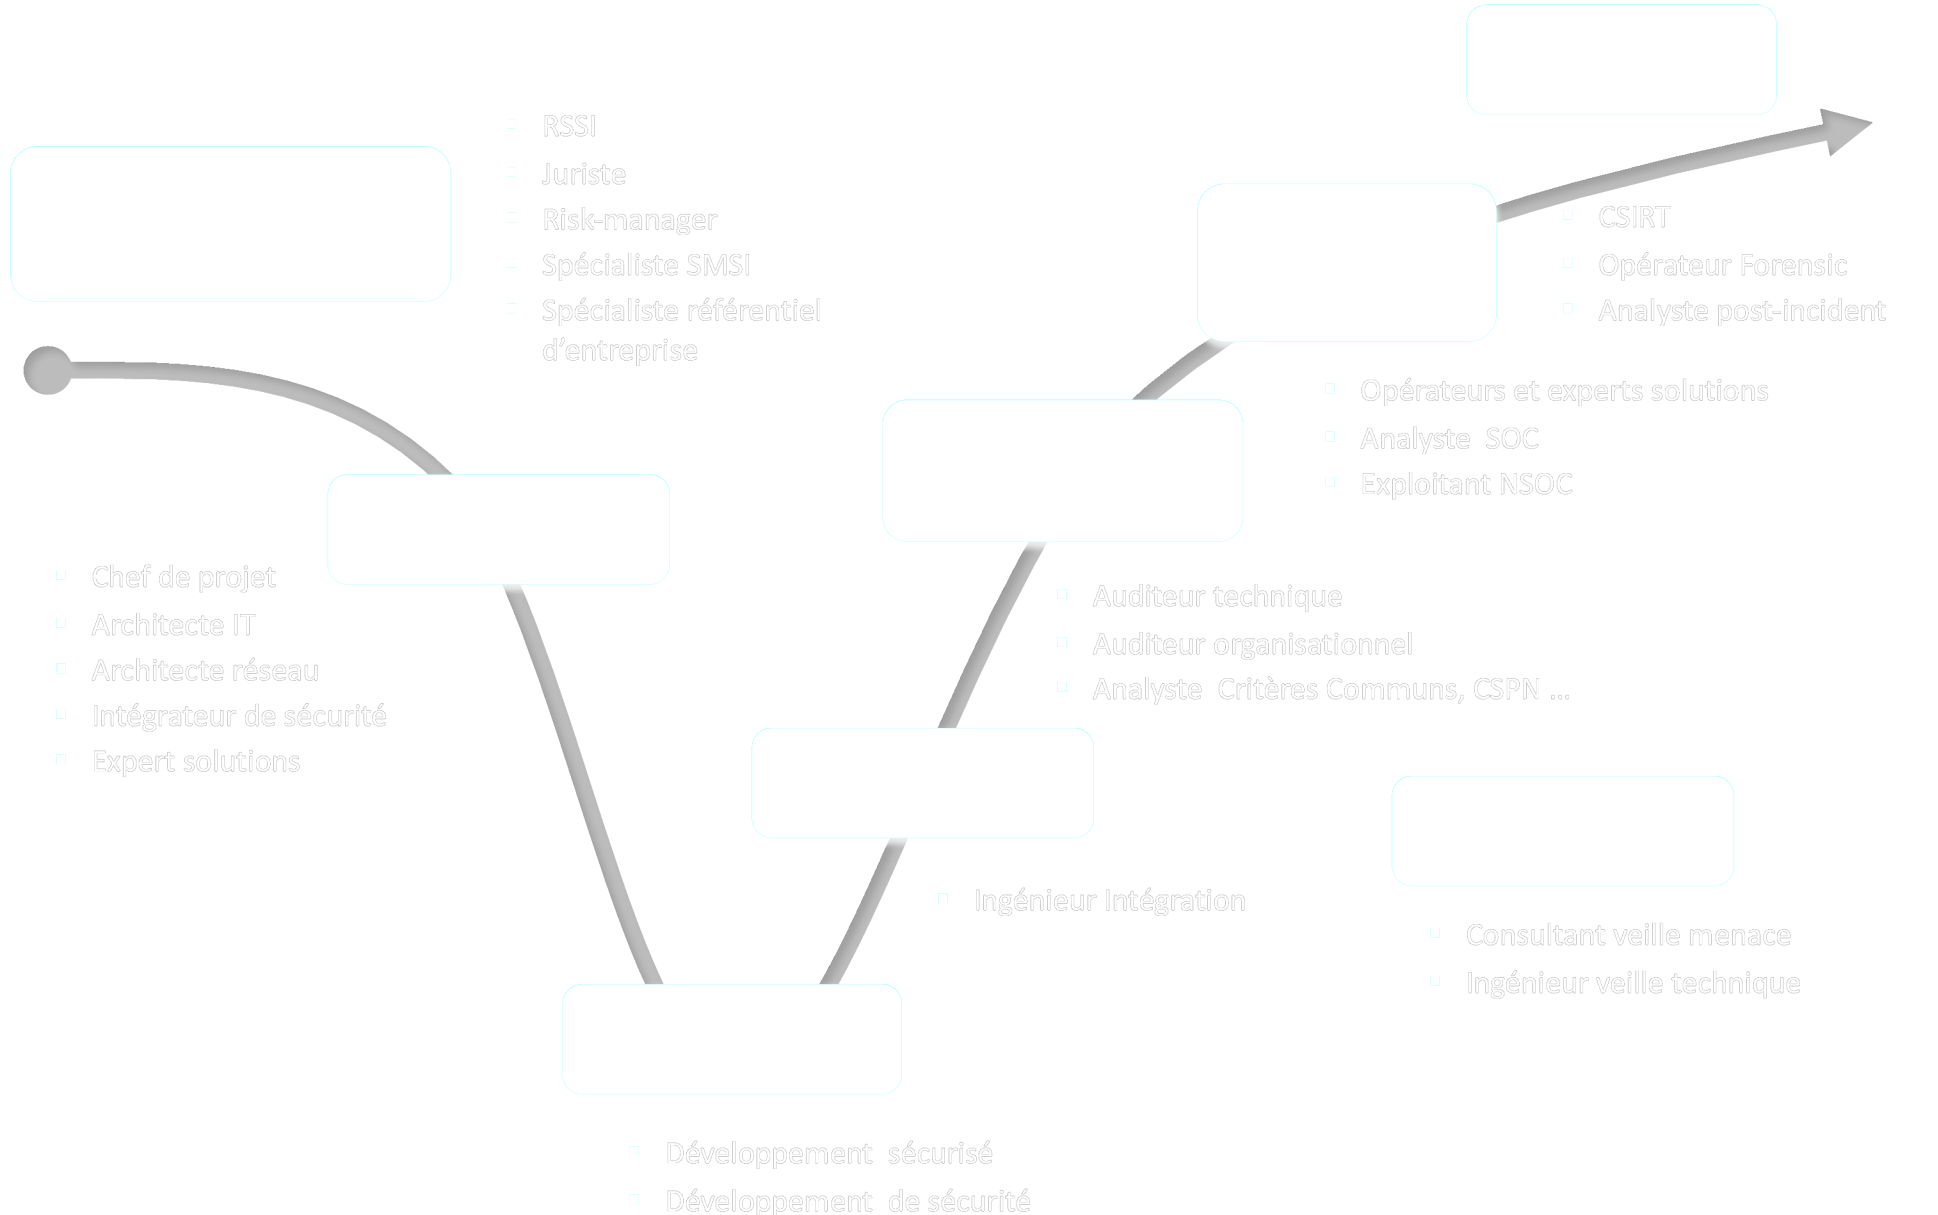 RSSI
Juriste
Risk-manager
Spécialiste SMSI
Spécialiste référentiel
d’entreprise
CSIRT
Opérateur Forensic
Analyste post-incident
Opérateurs et experts solutions
Analyste SOC
Exploitant NSOC
Chef de projet
Architecte IT
Architecte réseau
Intégrateur de sécurité
Expert solutions
Auditeur technique
Auditeur organisationnel
Analyste Critères Communs, CSPN ...
Ingénieur Intégration
Consultant veille menace
Ingénieur veille technique
Développement sécurisé
Développement de sécurité